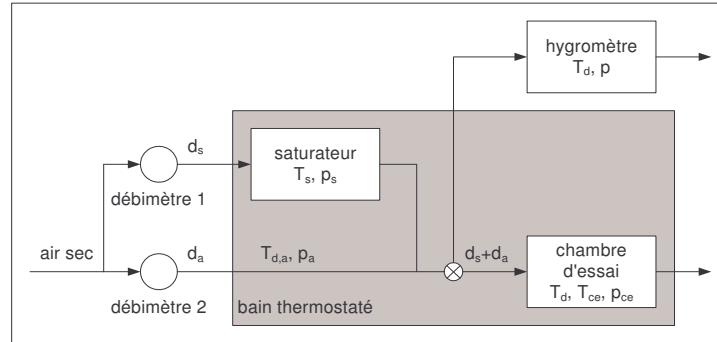 hygromètre
T_d, p
d_s
saturateur
T_s, p_s
débimètre 1
air sec
d_a
T_d,a, p_a
d_s+d_a
chambre
d'essai
T_d, T_ce, p_ce
débimètre 2
bain thermostaté